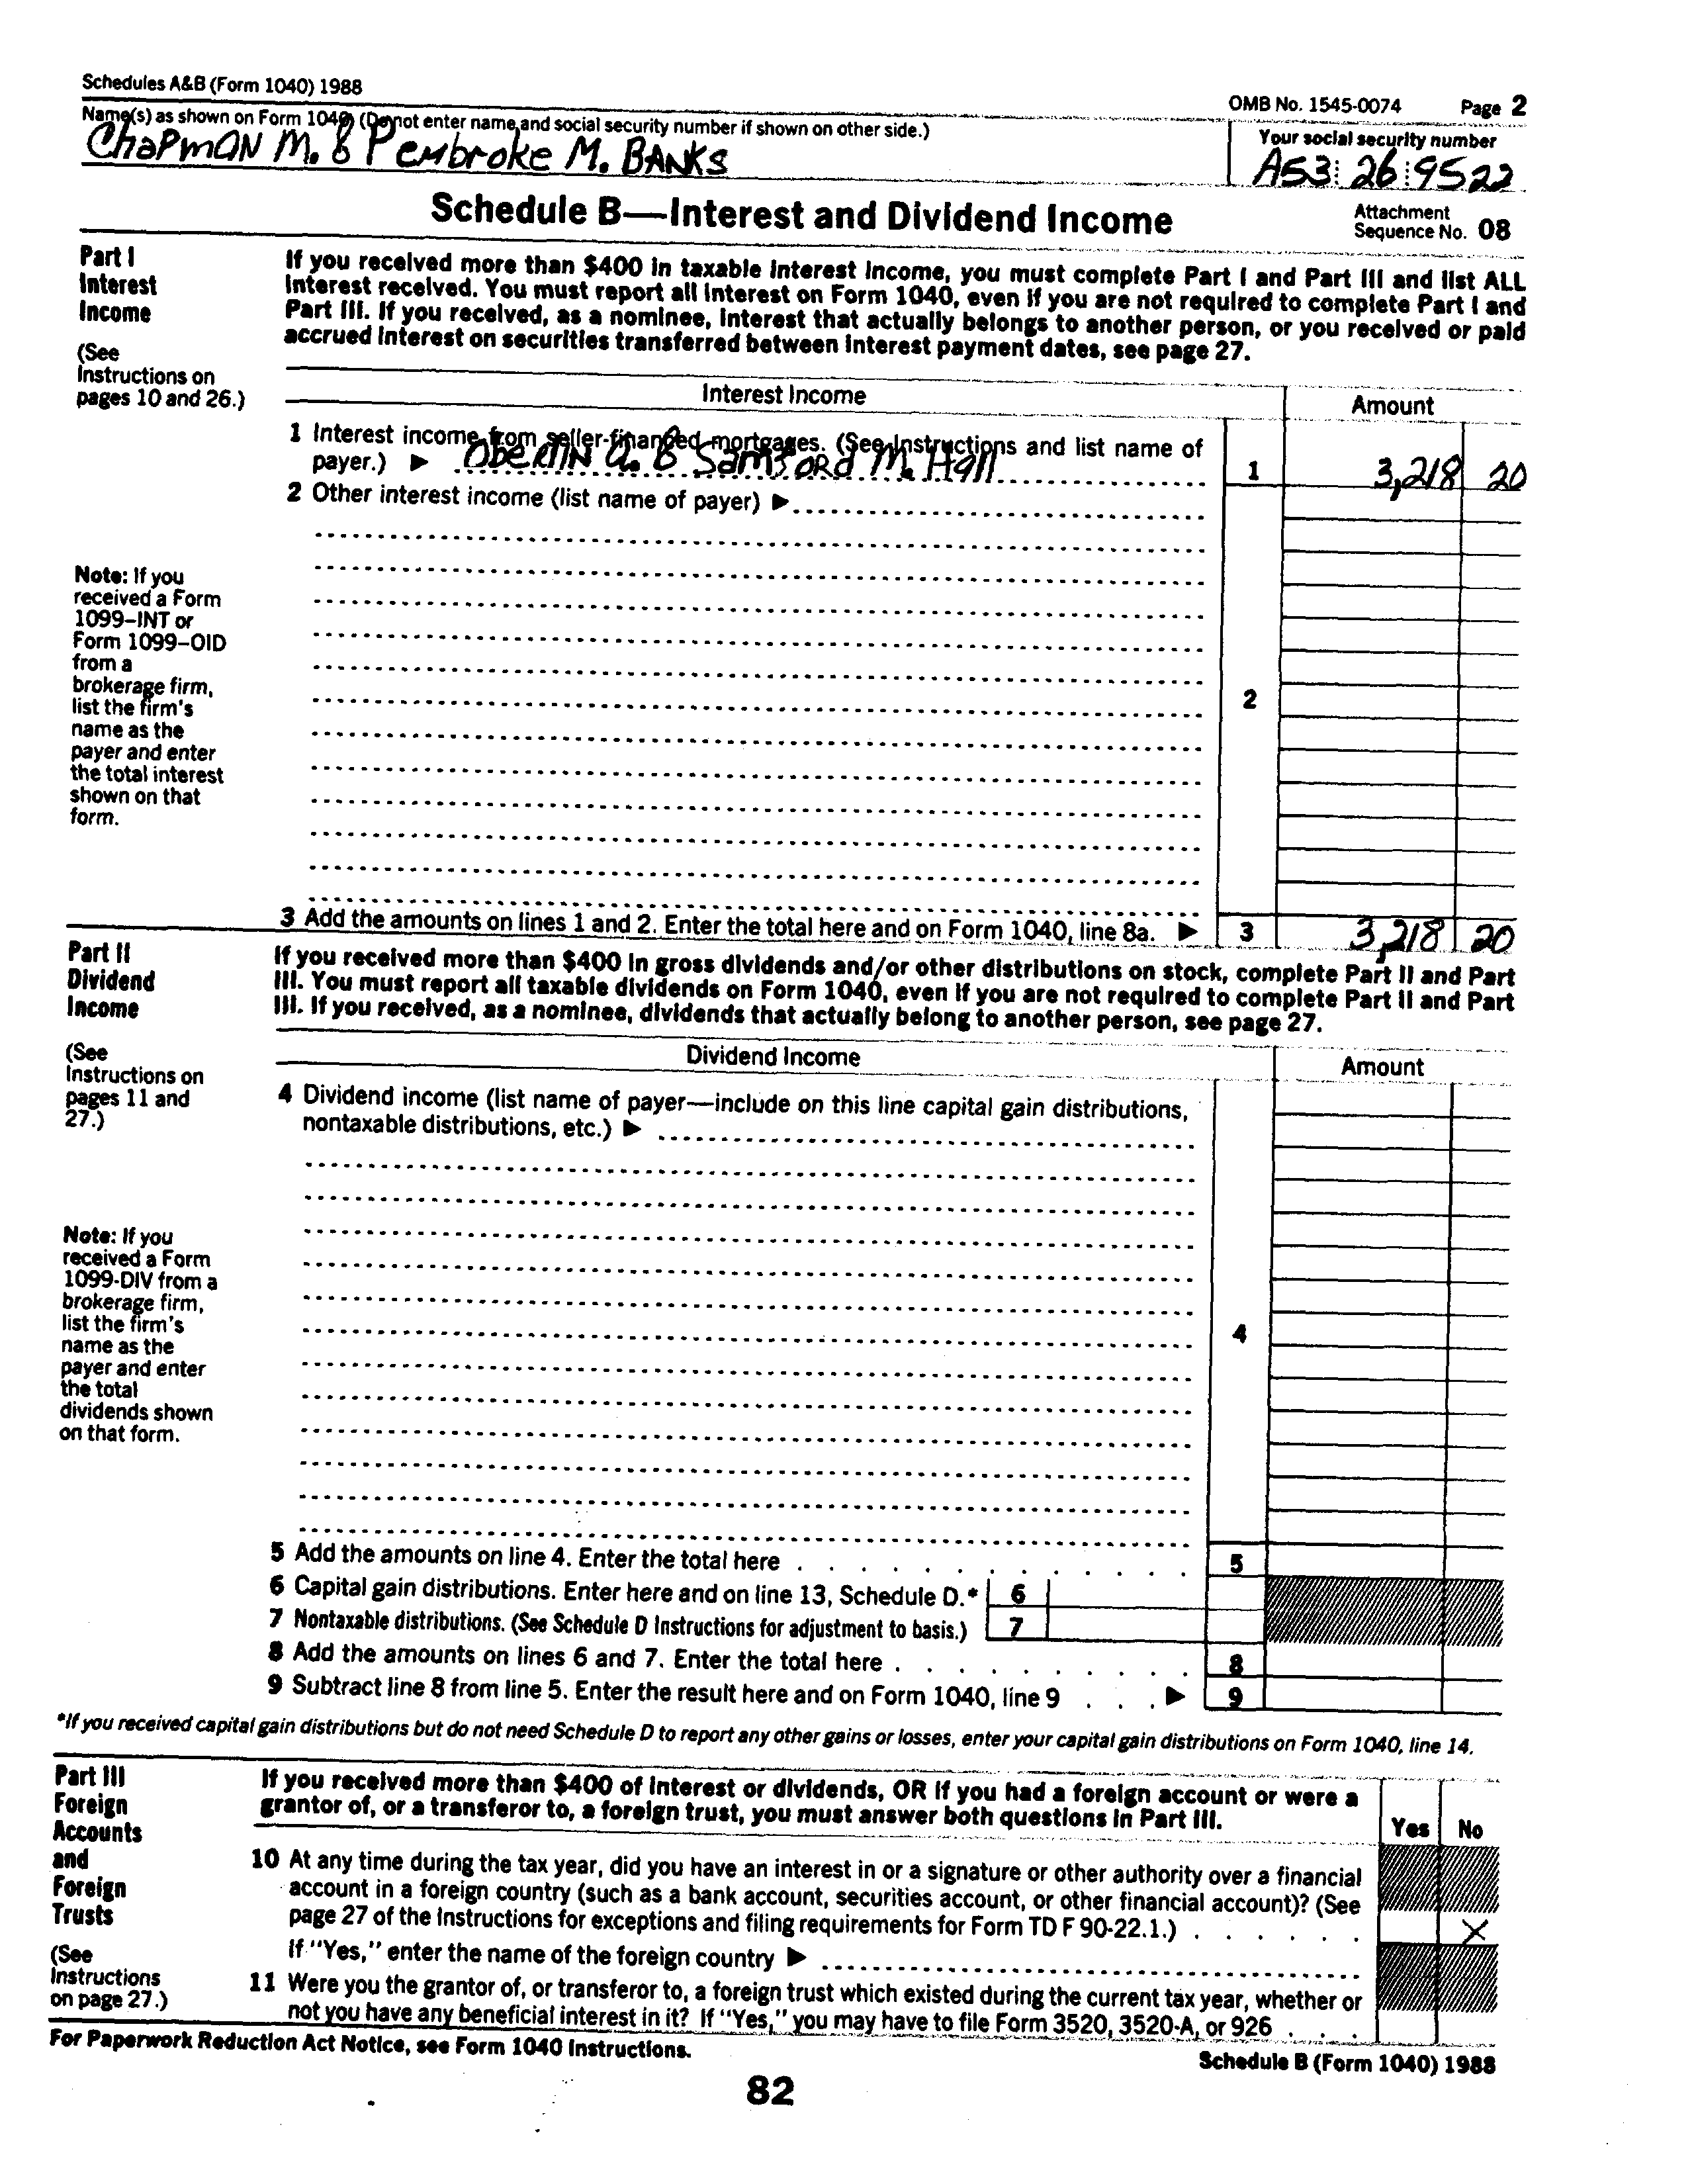 Schedules A&B (Form 1040) 1988
OMB No. 1545-0074 Page 2
Name(s) as shown on Form 1040 (Do not enter name and social security number if shown on other side.)
Your social security number
Chapman M. & Pembroke M. BANKS
A53 26 9522
Schedule B—Interest and Dividend Income
Attachment
Sequence No. 08
Part I
Interest
Income
(See
Instructions on
pages 10 and 26.)
If you received more than $400 in taxable interest income, you must complete Part I and Part III and list ALL
interest received. You must report all interest on Form 1040, even if you are not required to complete Part I and
Part III. If you received, as a nominee, interest that actually belongs to another person, or you received or paid
accrued interest on securities transferred between interest payment dates, see page 27.
Interest Income
Amount
1 Interest income from seller-financed mortgages. (See Instructions and list name of
payer.) ▶ Oberlin A. & Samford M. Hall
1 3,218 20
2 Other interest income (list name of payer) ▶
Note: If you
received a Form
1099-INT or
Form 1099-OID
from a
brokerage firm,
list the firm's
name as the
payer and enter
the total interest
shown on that
form.
2
3 Add the amounts on lines 1 and 2. Enter the total here and on Form 1040, line 8a. ▶ 3 3,218 20
Part II
Dividend
Income
(See
Instructions on
pages 11 and
27.)
If you received more than $400 in gross dividends and/or other distributions on stock, complete Part II and Part
III. You must report all taxable dividends on Form 1040, even if you are not required to complete Part II and Part
III. If you received, as a nominee, dividends that actually belong to another person, see page 27.
Dividend Income
Amount
4 Dividend income (list name of payer—include on this line capital gain distributions,
nontaxable distributions, etc.) ▶
Note: If you
received a Form
1099-DIV from a
brokerage firm,
list the firm's
name as the
payer and enter
the total
dividends shown
on that form.
4
5 Add the amounts on line 4. Enter the total here . . . . . . . . . . 5
6 Capital gain distributions. Enter here and on line 13, Schedule D.* 6
7 Nontaxable distributions. (See Schedule D Instructions for adjustment to basis.) 7
8 Add the amounts on lines 6 and 7. Enter the total here . . . . . . . . . 8
9 Subtract line 8 from line 5. Enter the result here and on Form 1040, line 9 . . . ▶ 9
*If you received capital gain distributions but do not need Schedule D to report any other gains or losses, enter your capital gain distributions on Form 1040, line 14.
Part III
Foreign
Accounts
and
Foreign
Trusts
(See
Instructions
on page 27.)
If you received more than $400 of interest or dividends, OR if you had a foreign account or were a
grantor of, or a transferor to, a foreign trust, you must answer both questions in Part III.
Yes No
10 At any time during the tax year, did you have an interest in or a signature or other authority over a financial
account in a foreign country (such as a bank account, securities account, or other financial account)? (See
page 27 of the Instructions for exceptions and filing requirements for Form TD F 90-22.1.) . . . . . . X
If "Yes," enter the name of the foreign country ▶
11 Were you the grantor of, or transferor to, a foreign trust which existed during the current tax year, whether or
not you have any beneficial interest in it? If "Yes," you may have to file Form 3520, 3520-A, or 926 . . .
For Paperwork Reduction Act Notice, see Form 1040 Instructions.
Schedule B (Form 1040) 1988
82